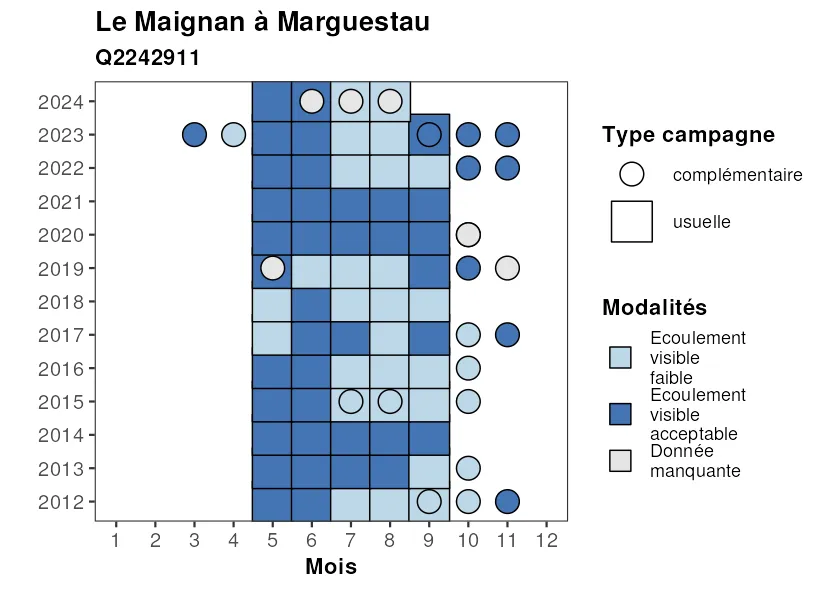 Le Maignan à Marguestau
Q2242911
2024
2023
2022
2021
2020
2019
2018
2017
2016
2015
2014
2013
2012
1 2 3 4 5 6 7 8 9 10 11 12
Mois
Type campagne
complémentaire
usuelle
Modalités
Ecoulement
visible
faible
Ecoulement
visible
acceptable
Donnée
manquante